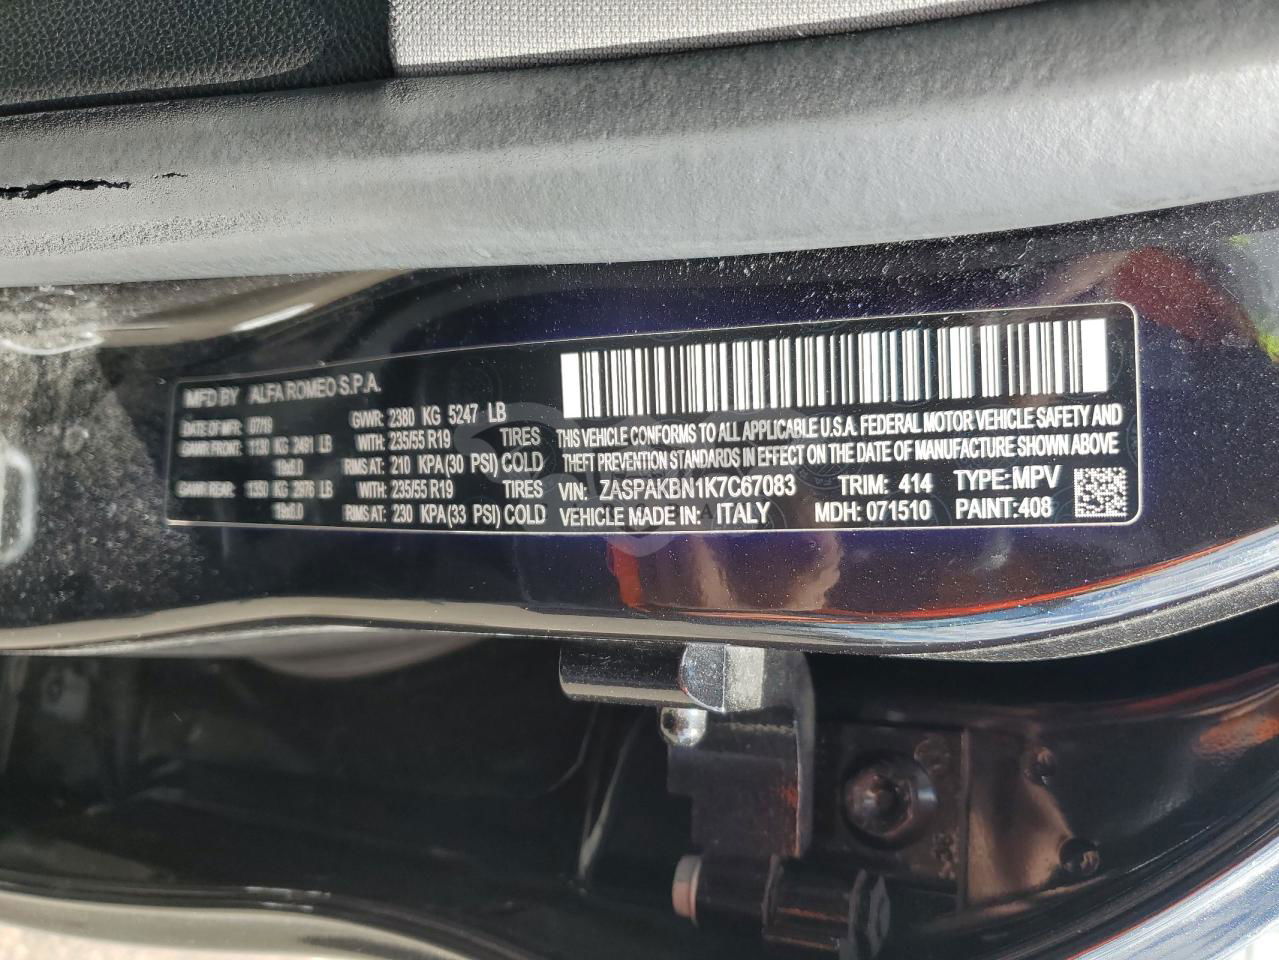 MFD BY ALFA ROMEO S.P.A.
DATE OF MFR: 07/19 GVWR: 2380 KG 5247 LB
GAWR FRONT: 1130 KG 2491 LB WITH: 235/55 R19 TIRES
19x8.0 RIMS AT: 210 KPA(30 PSI) COLD
GAWR REAR: 1350 KG 2976 LB WITH: 235/55 R19 TIRES
19x8.0 RIMS AT: 230 KPA(33 PSI) COLD
THIS VEHICLE CONFORMS TO ALL APPLICABLE U.S.A. FEDERAL MOTOR VEHICLE SAFETY AND
THEFT PREVENTION STANDARDS IN EFFECT ON THE DATE OF MANUFACTURE SHOWN ABOVE
VIN: ZASPAKBN1K7C67083 TRIM: 414 TYPE: MPV
VEHICLE MADE IN: ITALY MDH: 071510 PAINT:408